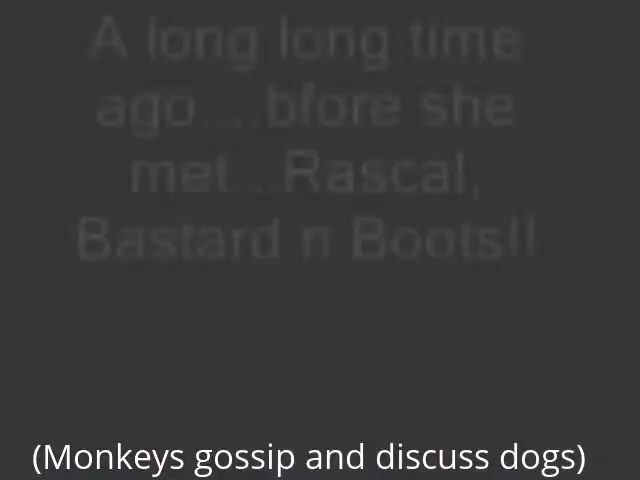 A long long time
ago....bfore she
met...Rascal,
Bastard n Boots!!
(Monkeys gossip and discuss dogs)